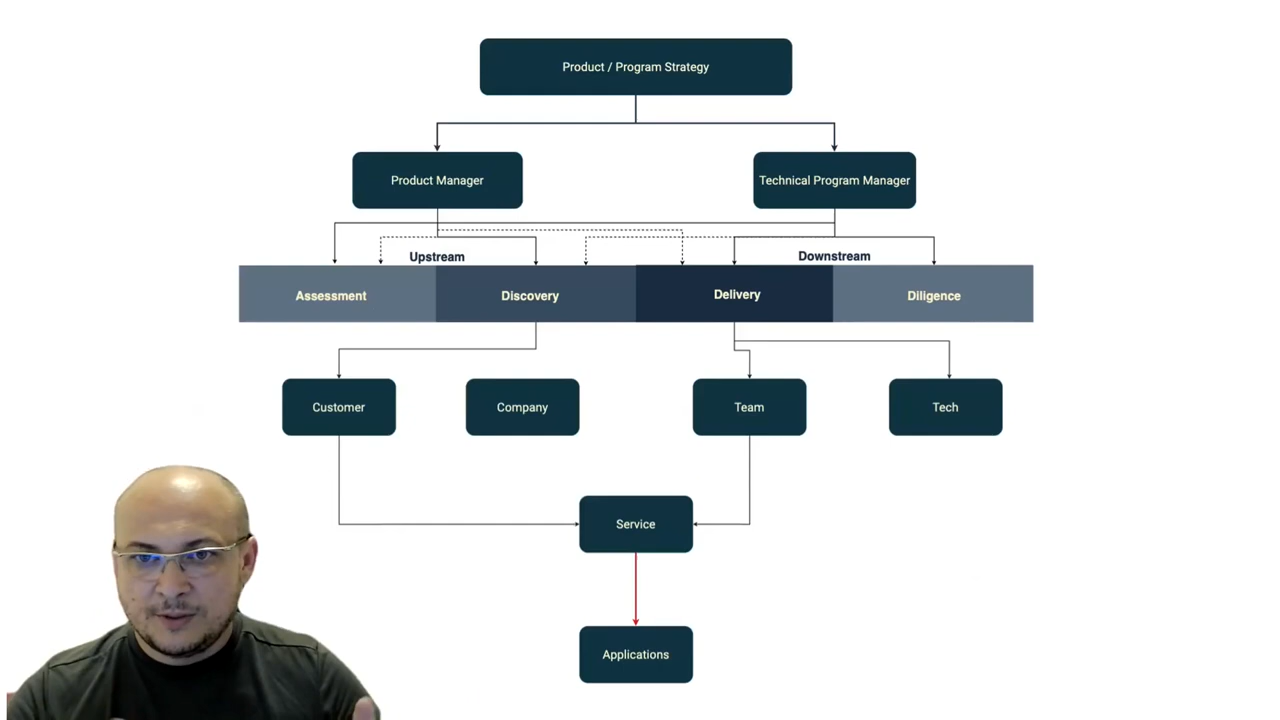 Product / Program Strategy
Product Manager
Technical Program Manager
Upstream
Downstream
Assessment
Discovery
Delivery
Diligence
Customer
Company
Team
Tech
Service
Applications